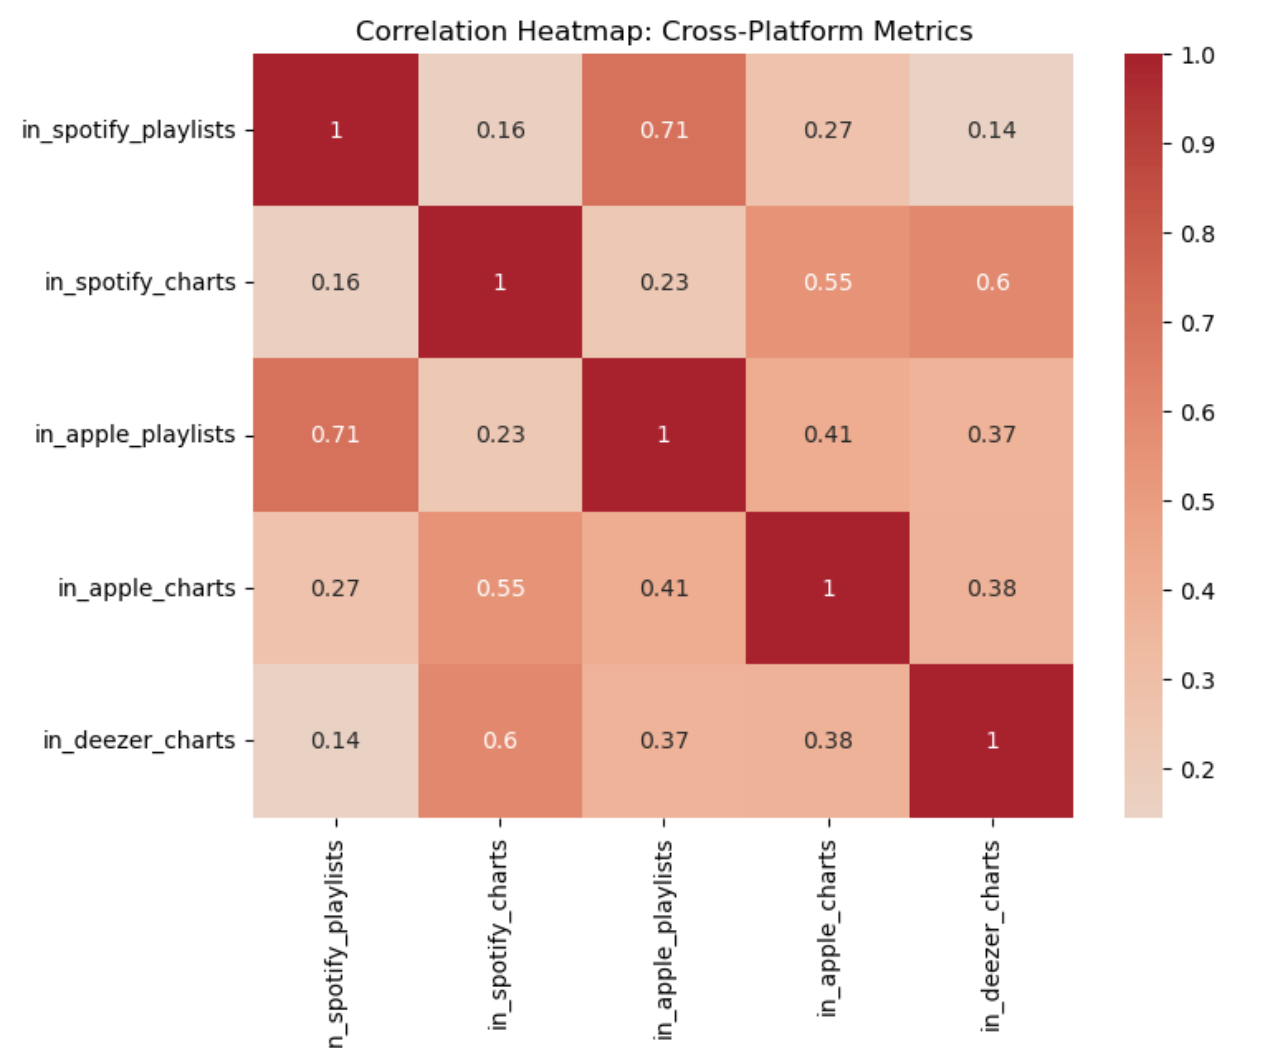 Correlation Heatmap: Cross-Platform Metrics
in_spotify_playlists 1 0.16 0.71 0.27 0.14
in_spotify_charts 0.16 1 0.23 0.55 0.6
in_apple_playlists 0.71 0.23 1 0.41 0.37
in_apple_charts 0.27 0.55 0.41 1 0.38
in_deezer_charts 0.14 0.6 0.37 0.38 1
n_spotify_playlists
in_spotify_charts
in_apple_playlists
in_apple_charts
in_deezer_charts
1.0
0.9
0.8
0.7
0.6
0.5
0.4
0.3
0.2